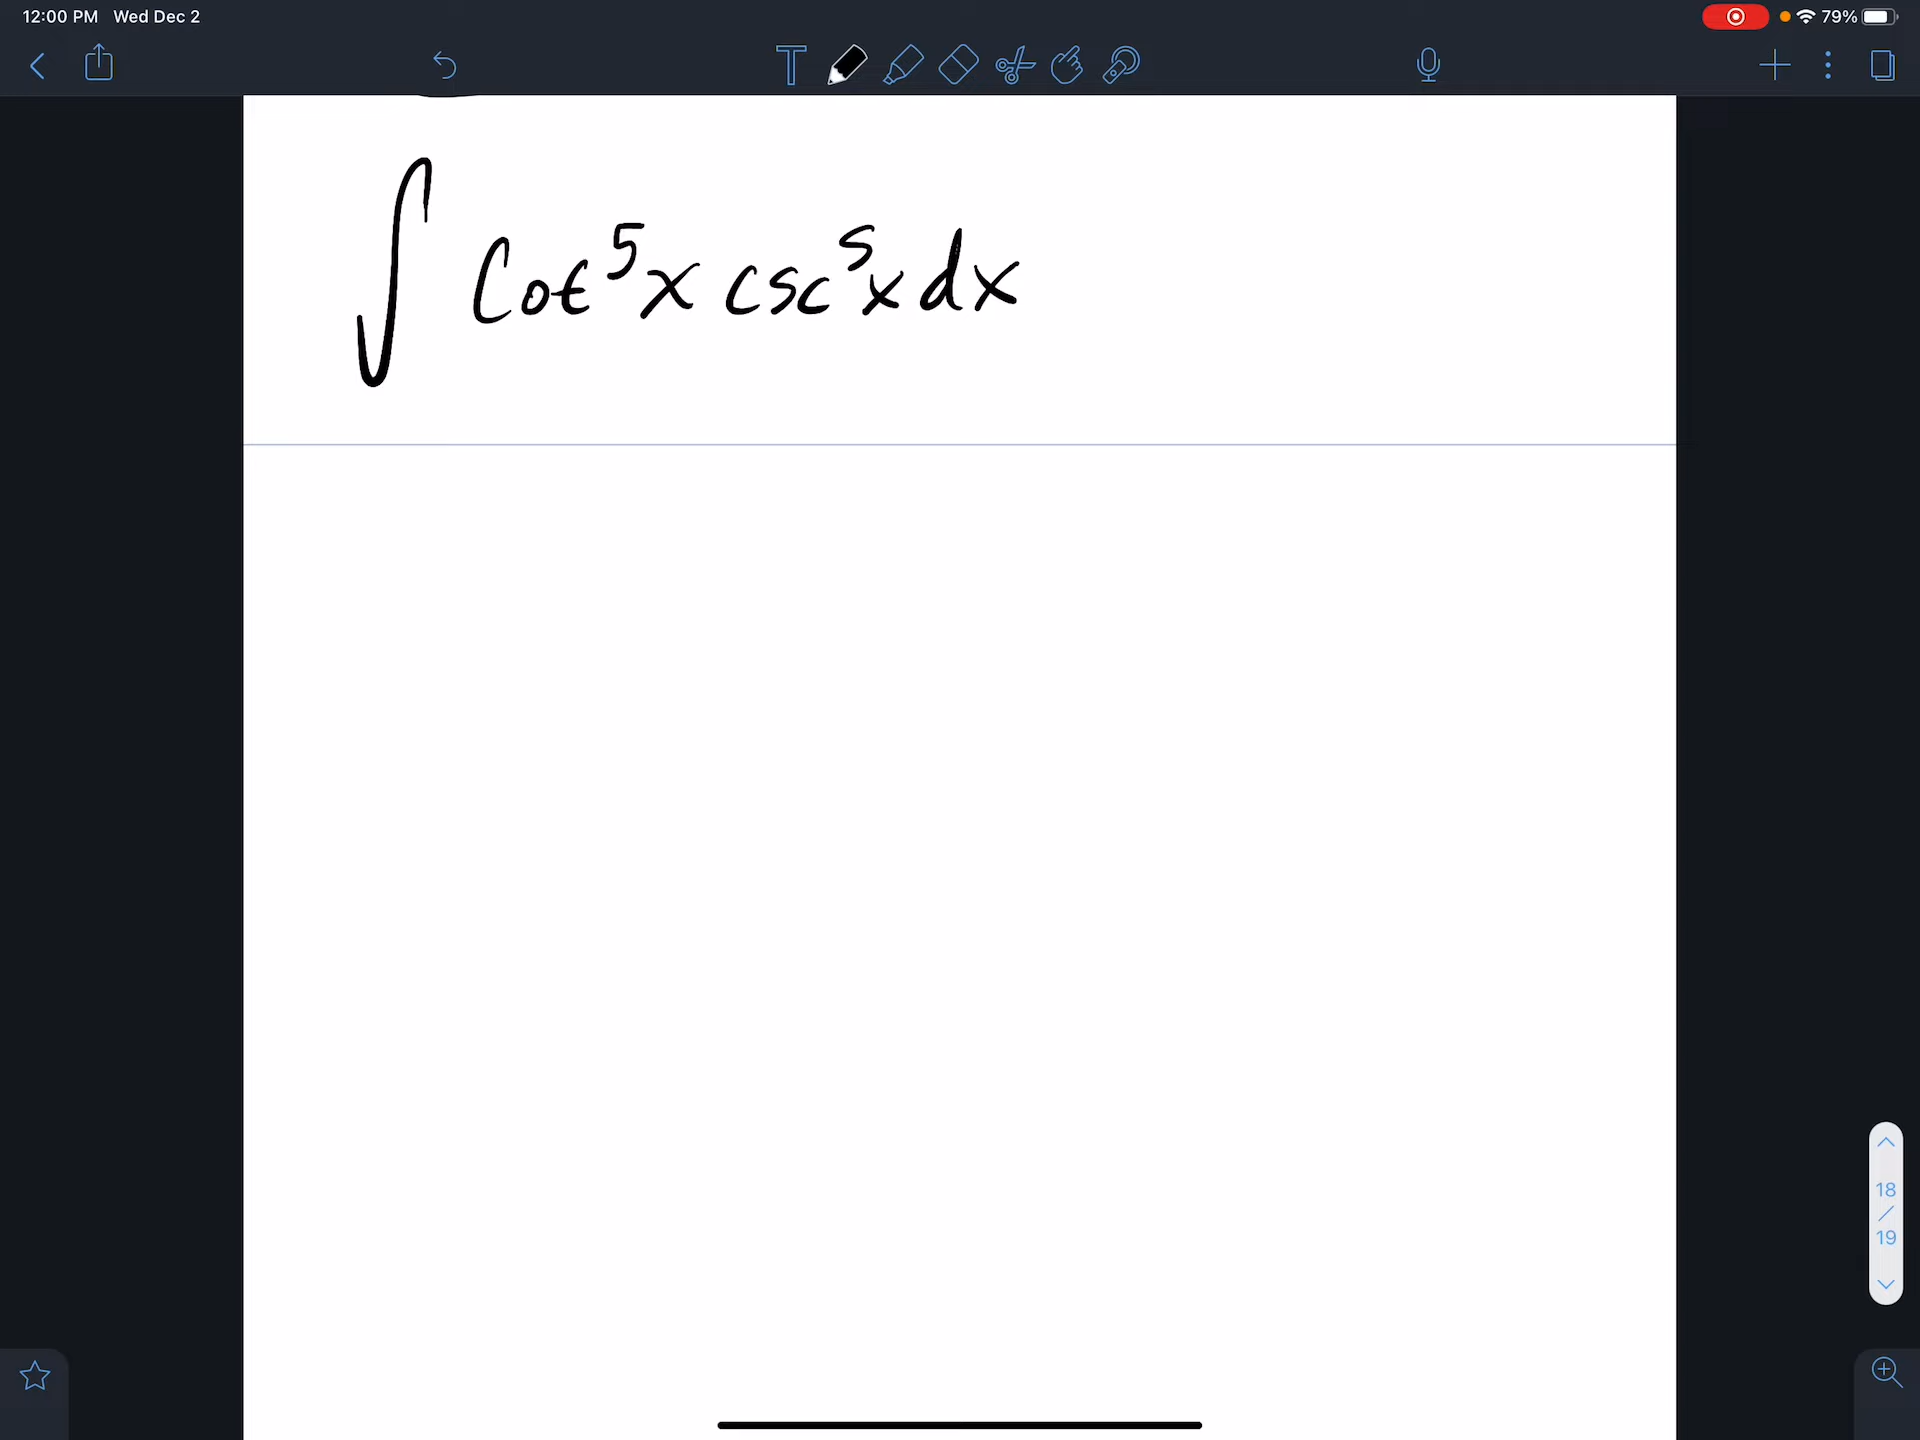 12:00 PM Wed Dec 2
79%
T
∫ Cot⁵x csc⁵x dx
18
/
19